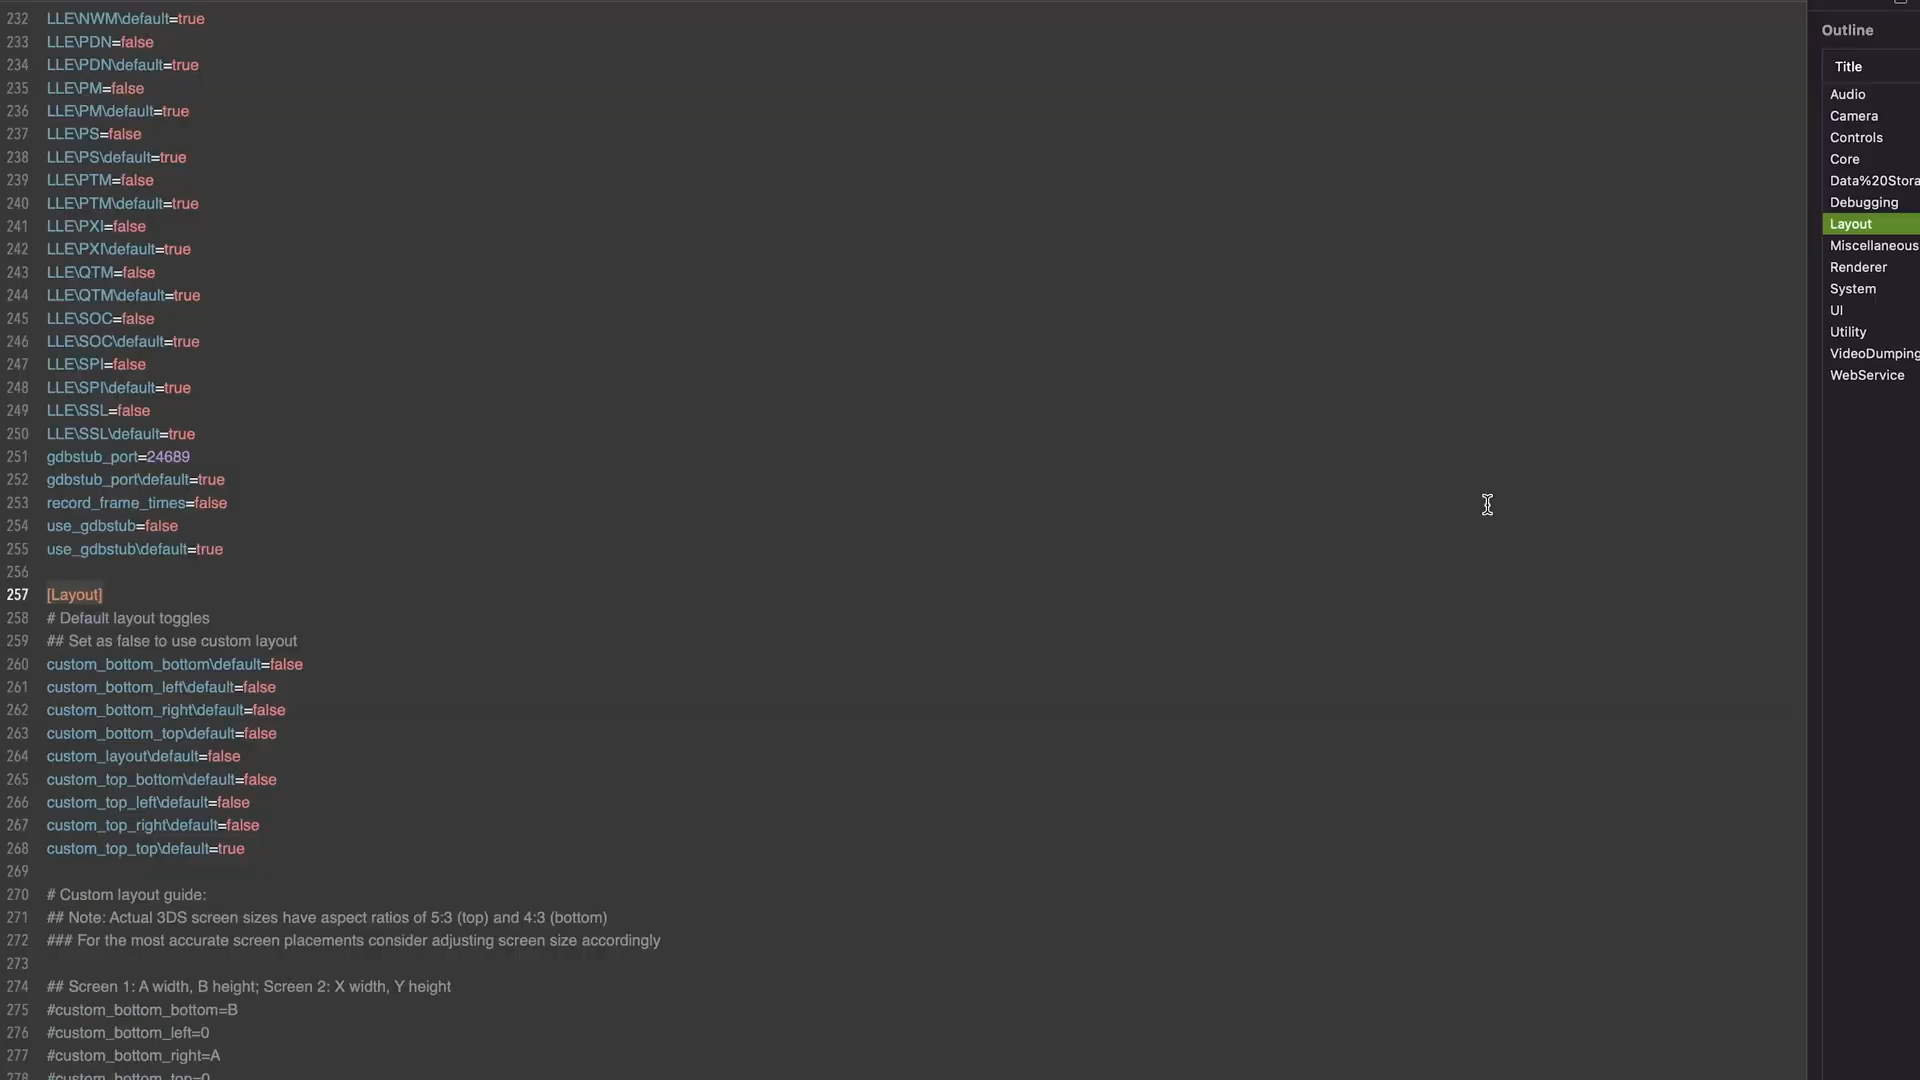 232 LLE\NWM\default=true
233 LLE\PDN=false
234 LLE\PDN\default=true
235 LLE\PM=false
236 LLE\PM\default=true
237 LLE\PS=false
238 LLE\PS\default=true
239 LLE\PTM=false
240 LLE\PTM\default=true
241 LLE\PXI=false
242 LLE\PXI\default=true
243 LLE\QTM=false
244 LLE\QTM\default=true
245 LLE\SOC=false
246 LLE\SOC\default=true
247 LLE\SPI=false
248 LLE\SPI\default=true
249 LLE\SSL=false
250 LLE\SSL\default=true
251 gdbstub_port=24689
252 gdbstub_port\default=true
253 record_frame_times=false
254 use_gdbstub=false
255 use_gdbstub\default=true
256
257 [Layout]
258 # Default layout toggles
259 ## Set as false to use custom layout
260 custom_bottom_bottom\default=false
261 custom_bottom_left\default=false
262 custom_bottom_right\default=false
263 custom_bottom_top\default=false
264 custom_layout\default=false
265 custom_top_bottom\default=false
266 custom_top_left\default=false
267 custom_top_right\default=false
268 custom_top_top\default=true
269
270 # Custom layout guide:
271 ## Note: Actual 3DS screen sizes have aspect ratios of 5:3 (top) and 4:3 (bottom)
272 ### For the most accurate screen placements consider adjusting screen size accordingly
273
274 ## Screen 1: A width, B height; Screen 2: X width, Y height
275 #custom_bottom_bottom=B
276 #custom_bottom_left=0
277 #custom_bottom_right=A
278 #custom_bottom_top=0
Outline
Title
Audio
Camera
Controls
Core
Data%20Stora
Debugging
Layout
Miscellaneous
Renderer
System
UI
Utility
VideoDumping
WebService